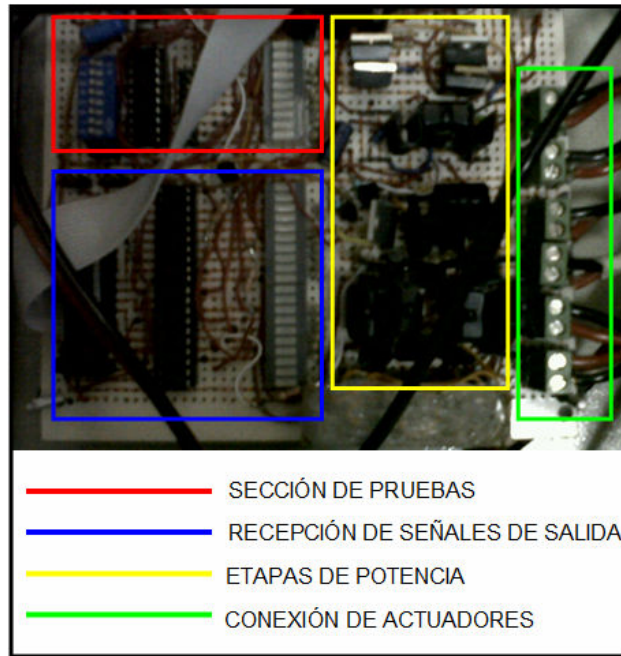 SECCIÓN DE PRUEBAS
RECEPCIÓN DE SEÑALES DE SALIDA
ETAPAS DE POTENCIA
CONEXIÓN DE ACTUADORES